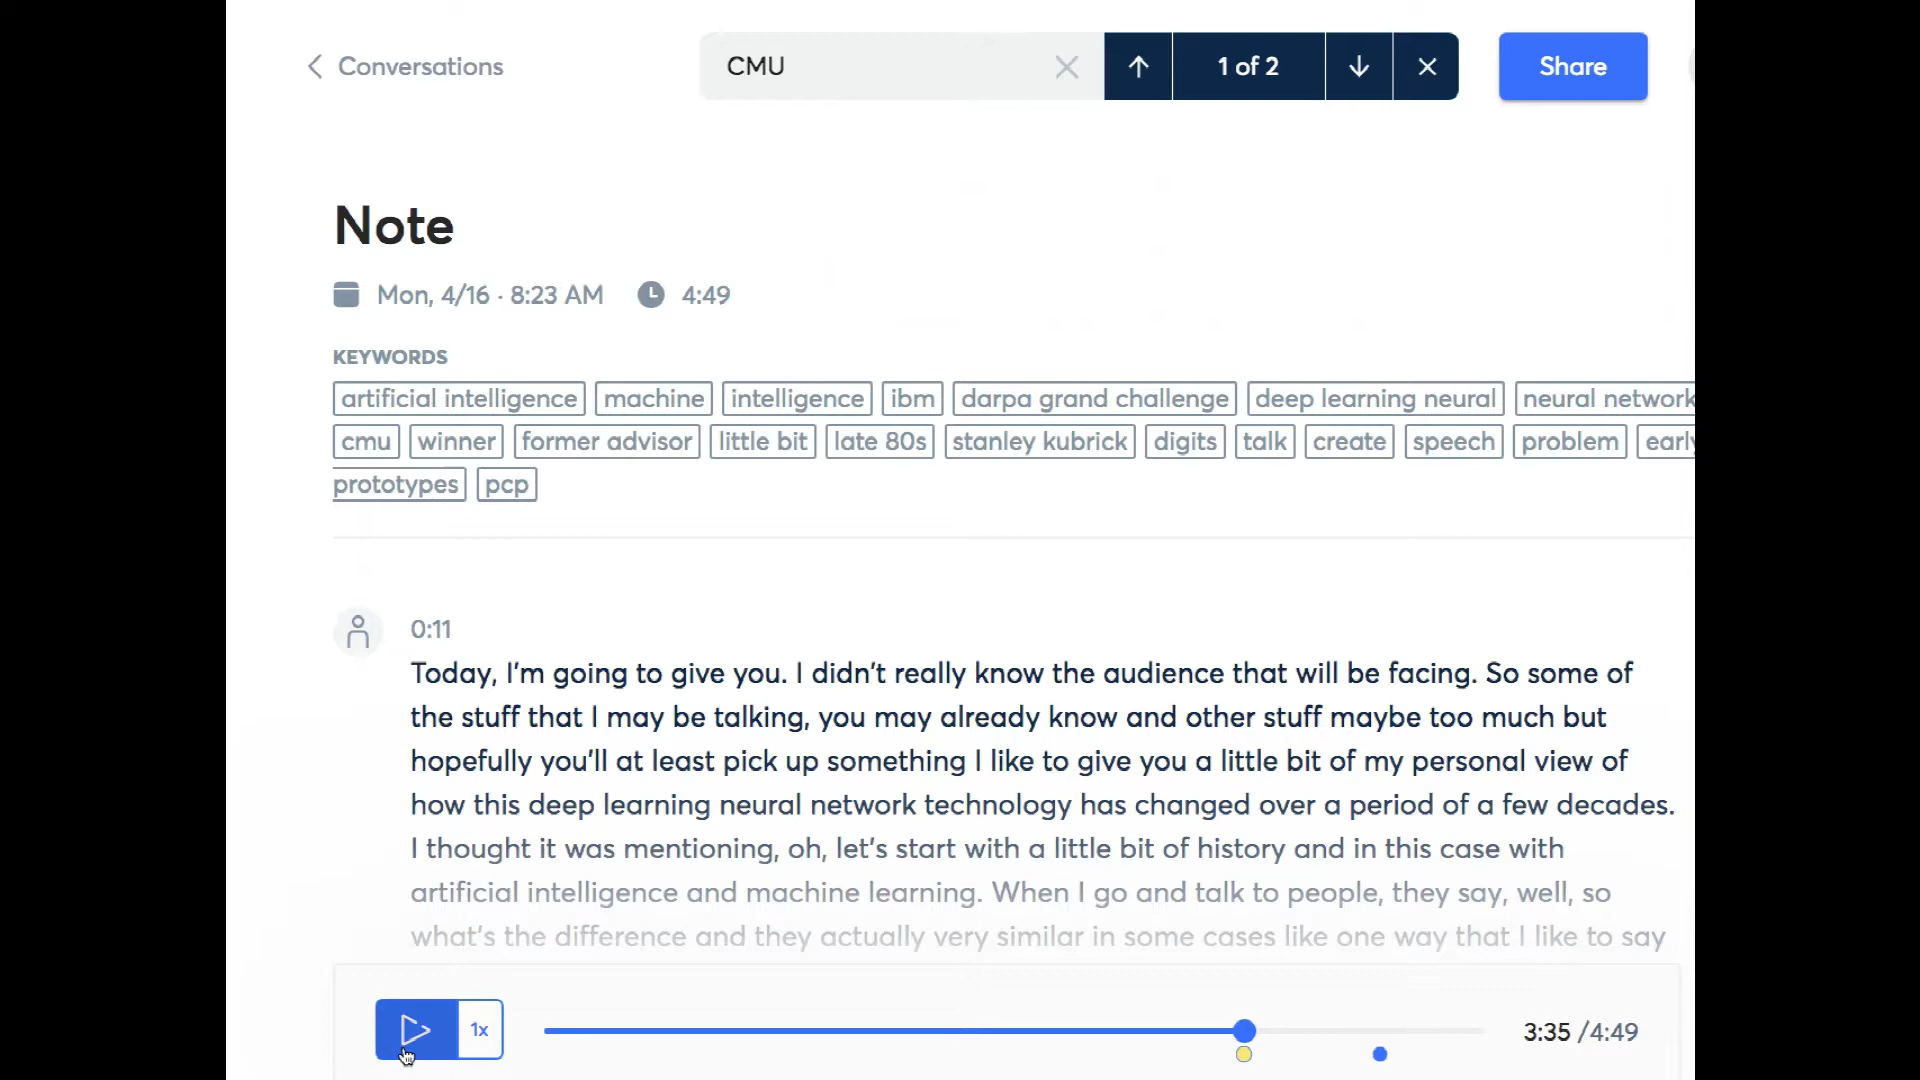 Conversations
CMU
1 of 2
Share
Note
Mon, 4/16 · 8:23 AM 4:49
KEYWORDS
artificial intelligence machine intelligence ibm darpa grand challenge deep learning neural neural network
cmu winner former advisor little bit late 80s stanley kubrick digits talk create speech problem early
prototypes pcp
0:11
Today, I'm going to give you. I didn't really know the audience that will be facing. So some of
the stuff that I may be talking, you may already know and other stuff maybe too much but
hopefully you'll at least pick up something I like to give you a little bit of my personal view of
how this deep learning neural network technology has changed over a period of a few decades.
I thought it was mentioning, oh, let's start with a little bit of history and in this case with
artificial intelligence and machine learning. When I go and talk to people, they say, well, so
what's the difference and they actually very similar in some cases like one way that I like to say
1x
3:35 /4:49